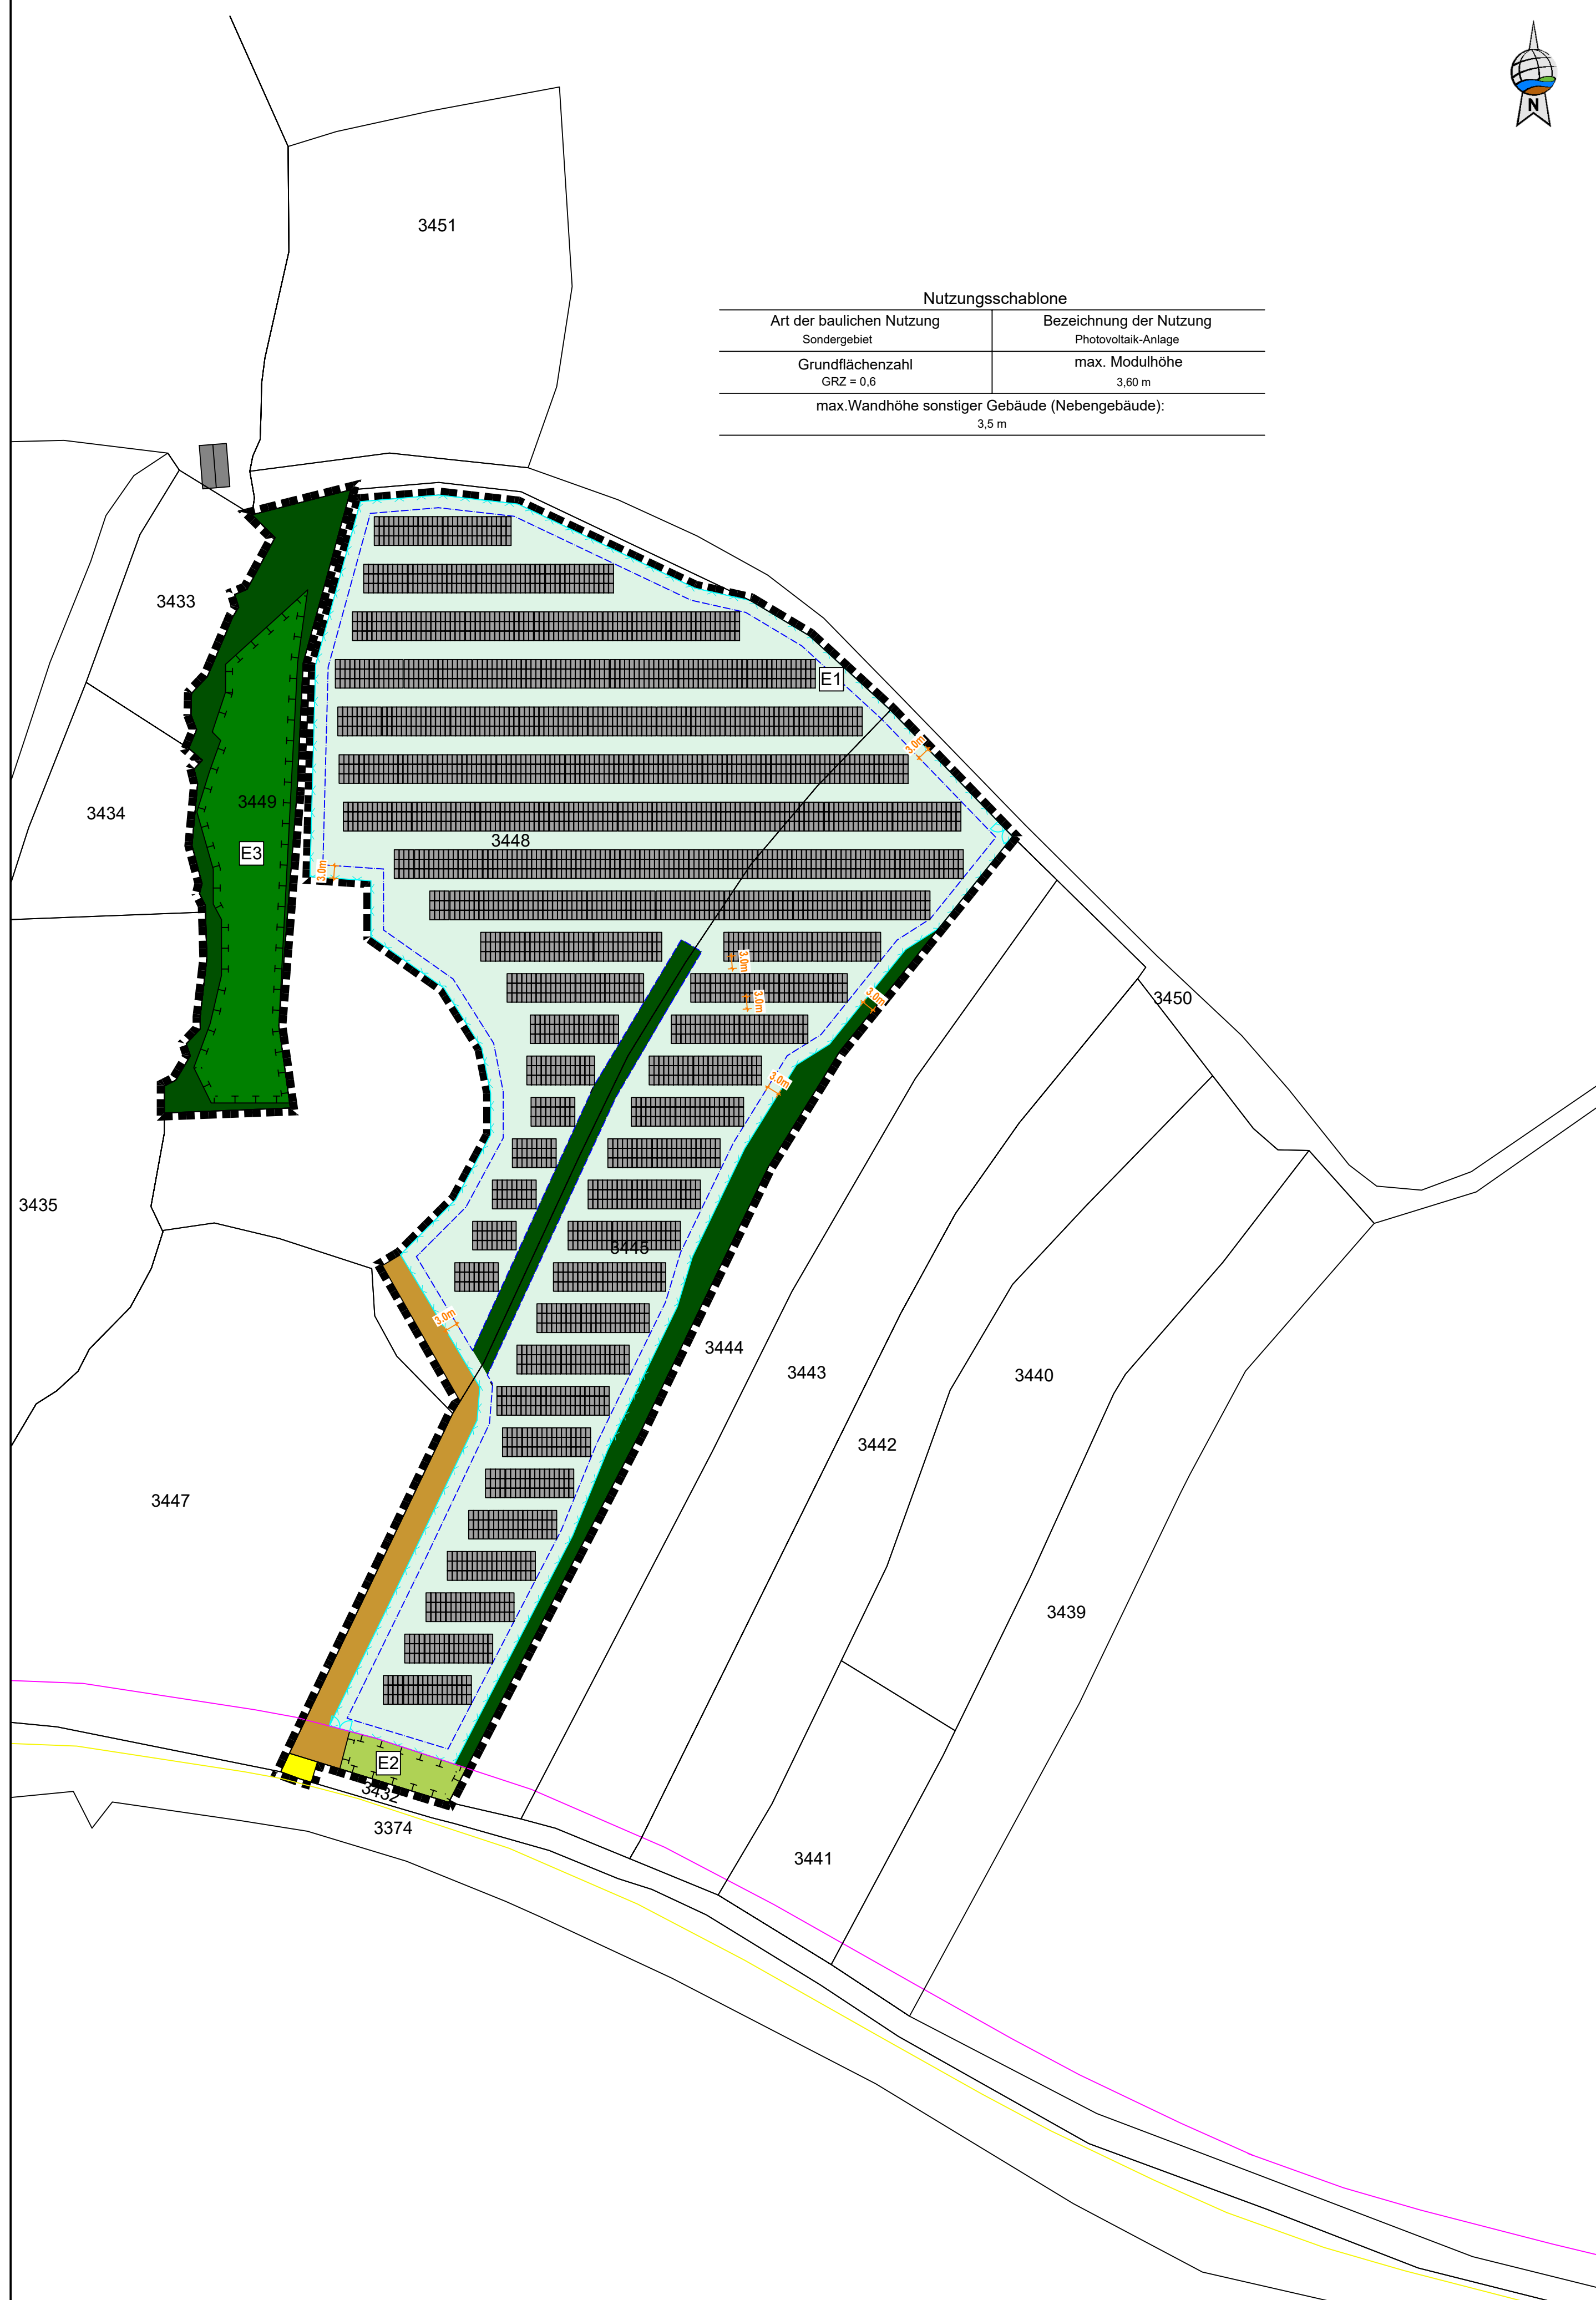 N
3451
Nutzungsschablone
Art der baulichen Nutzung
Sondergebiet
Bezeichnung der Nutzung
Photovoltaik-Anlage
Grundflächenzahl
GRZ = 0,6
max. Modulhöhe
3,60 m
max.Wandhöhe sonstiger Gebäude (Nebengebäude):
3,5 m
3433
E1
3.0m
3449
3434
3448
E3
3.0m
3.0m
3.0m
3.0m
3450
3.0m
3435
3445
3.0m
3444
3443
3440
3442
3447
3439
E2
3432
3374
3441